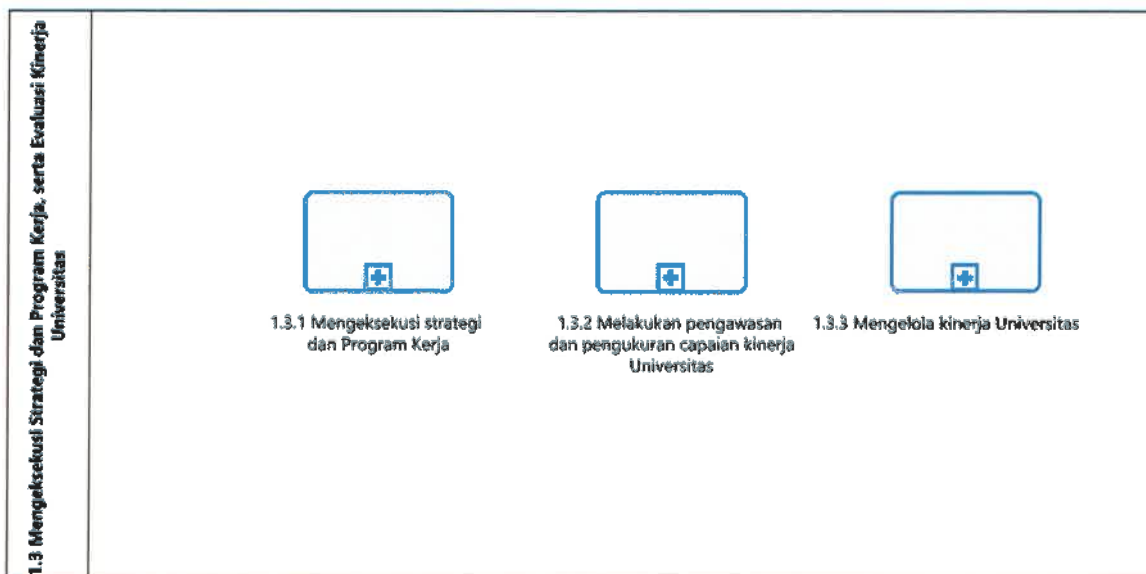 1.3 Mengeksekusi Strategi dan Program Kerja, serta Evaluasi Kinerja
Universitas
1.3.1 Mengeksekusi strategi
dan Program Kerja
1.3.2 Melakukan pengawasan
dan pengukuran capaian kinerja
Universitas
1.3.3 Mengelola kinerja Universitas